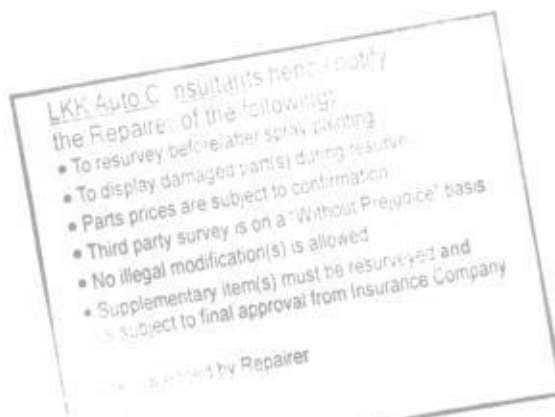 LKK Auto C nsultants hence notify
the Repairer of the following:
• To resurvey before/after spray painting
• To display damaged part(s) during resurvey
• Parts prices are subject to confirmation
• Third party survey is on a "Without Prejudice" basis
• No illegal modification(s) is allowed
• Supplementary item(s) must be resurveyed and
is subject to final approval from Insurance Company
by Repairer